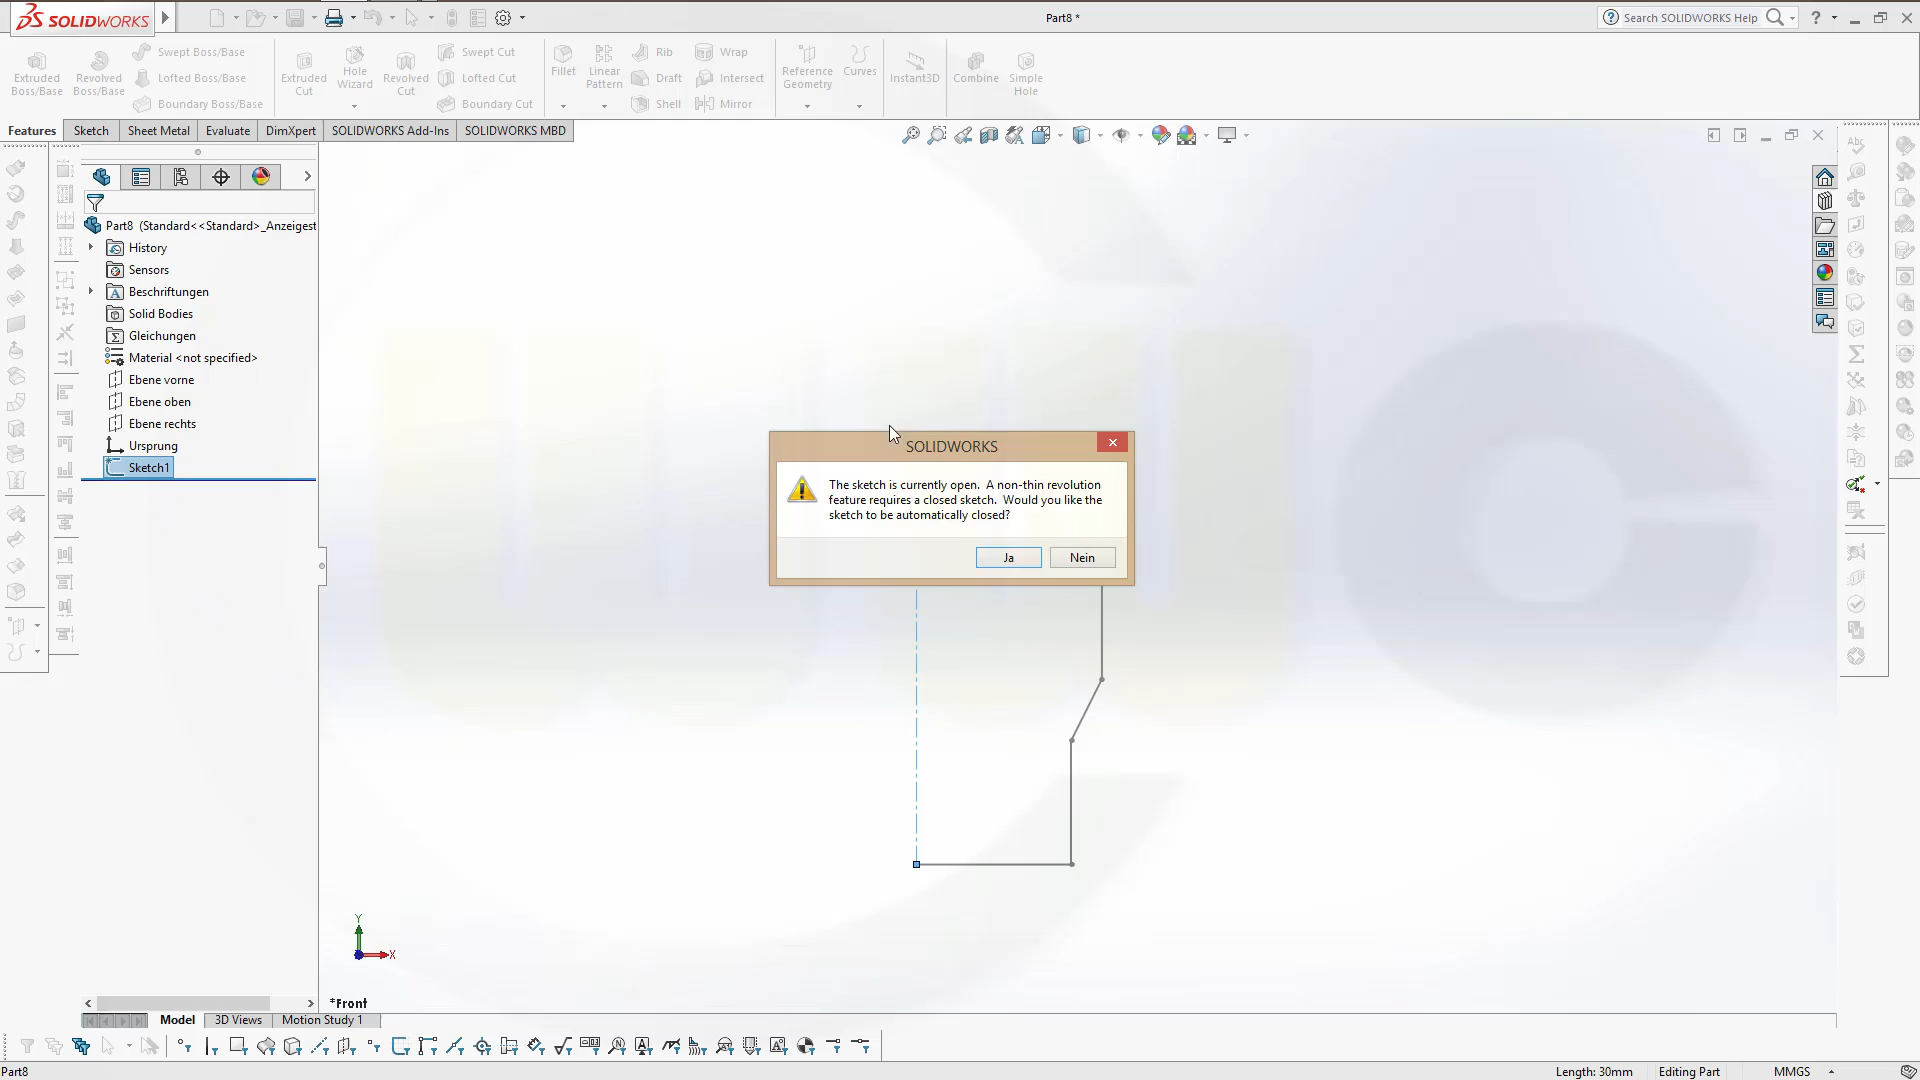 SOLIDWORKS
Part8 *
Search SOLIDWORKS Help
Extruded Boss/Base
Revolved Boss/Base
Swept Boss/Base
Lofted Boss/Base
Boundary Boss/Base
Extruded Cut
Hole Wizard
Revolved Cut
Swept Cut
Lofted Cut
Boundary Cut
Fillet
Linear Pattern
Rib
Draft
Shell
Wrap
Intersect
Mirror
Reference Geometry
Curves
Instant3D
Combine
Simple Hole
Features
Sketch
Sheet Metal
Evaluate
DimXpert
SOLIDWORKS Add-Ins
SOLIDWORKS MBD
Part8 (Standard<<Standard>_Anzeigest
History
Sensors
Beschriftungen
Solid Bodies
Gleichungen
Material <not specified>
Ebene vorne
Ebene oben
Ebene rechts
Ursprung
Sketch1
SOLIDWORKS
The sketch is currently open. A non-thin revolution
feature requires a closed sketch. Would you like the
sketch to be automatically closed?
Ja
Nein
Y
X
*Front
Model
3D Views
Motion Study 1
Part8
Length: 30mm
Editing Part
MMGS